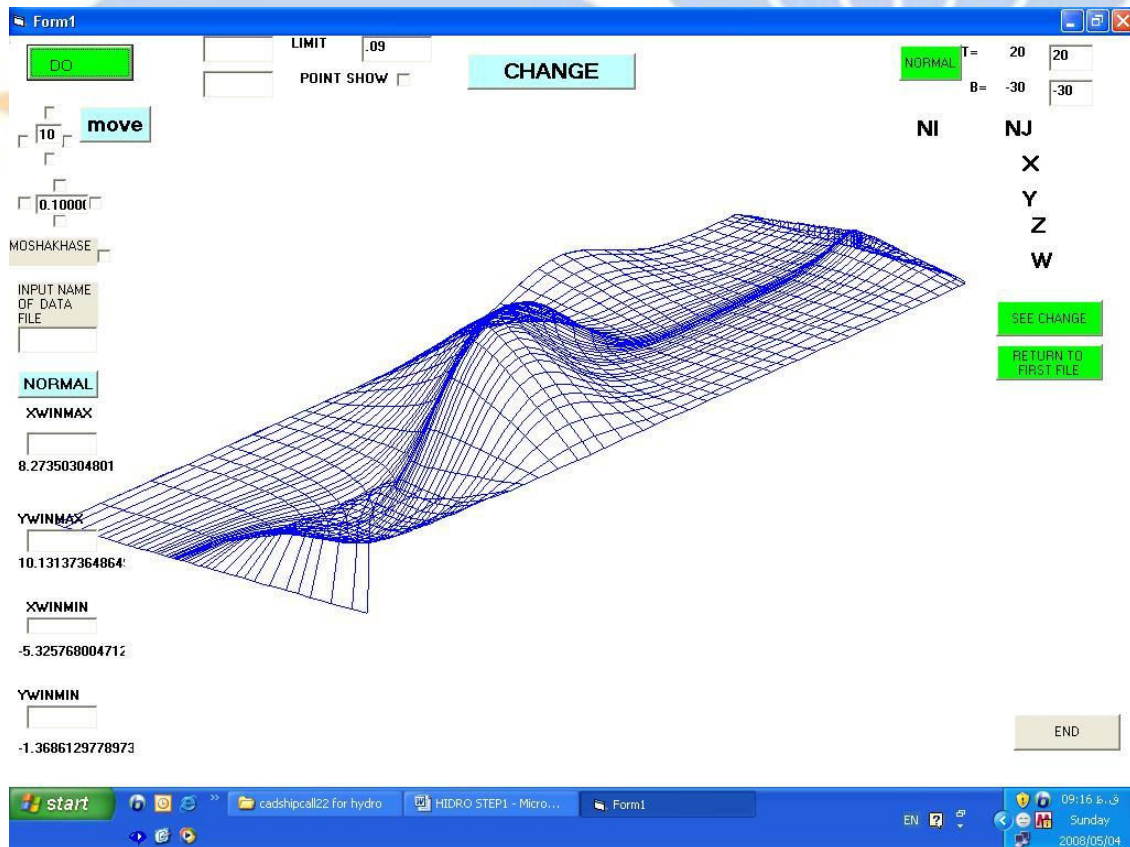 Form1
DO
LIMIT .09
POINT SHOW
CHANGE
NORMAL
T= 20 20
B= -30 -30
10
move
NI NJ
X
Y
Z
W
0.10000
MOSHAKHASE
INPUT NAME
OF DATA
FILE
SEE CHANGE
RETURN TO
FIRST FILE
NORMAL
XWINMAX
8.27350304801
YWINMAX
10.1313736486
XWINMIN
-5.325768004712
YWINMIN
-1.3686129778973
END
start
cadshipcall22 for hydro
HIDRO STEP1 - Micro...
Form1
EN
09:16 ق.ظ
Sunday
2008/05/04